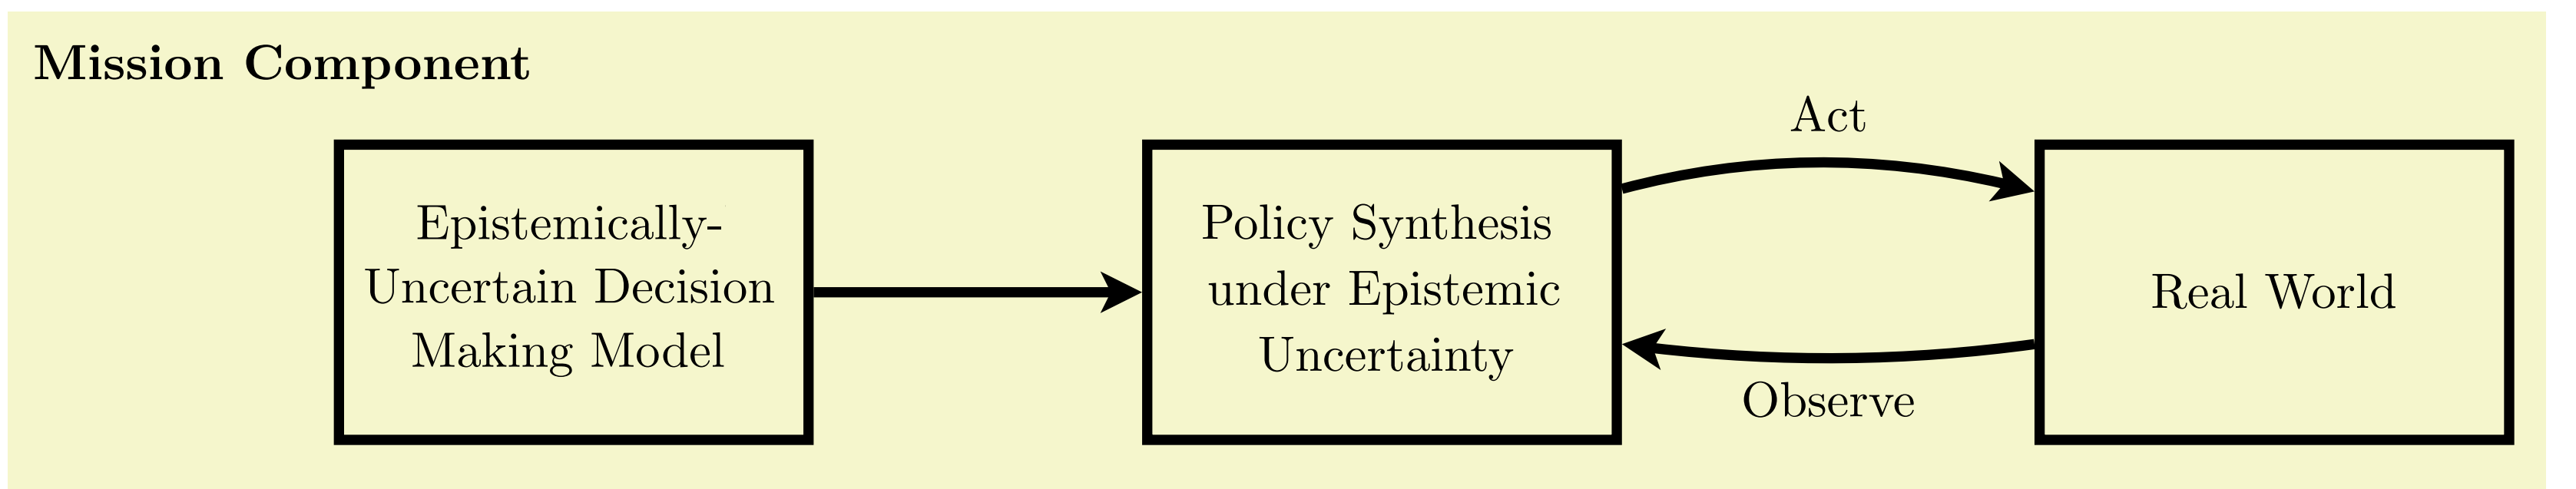 Mission Component
Epistemically-
Uncertain Decision
Making Model
Policy Synthesis
under Epistemic
Uncertainty
Act
Observe
Real World